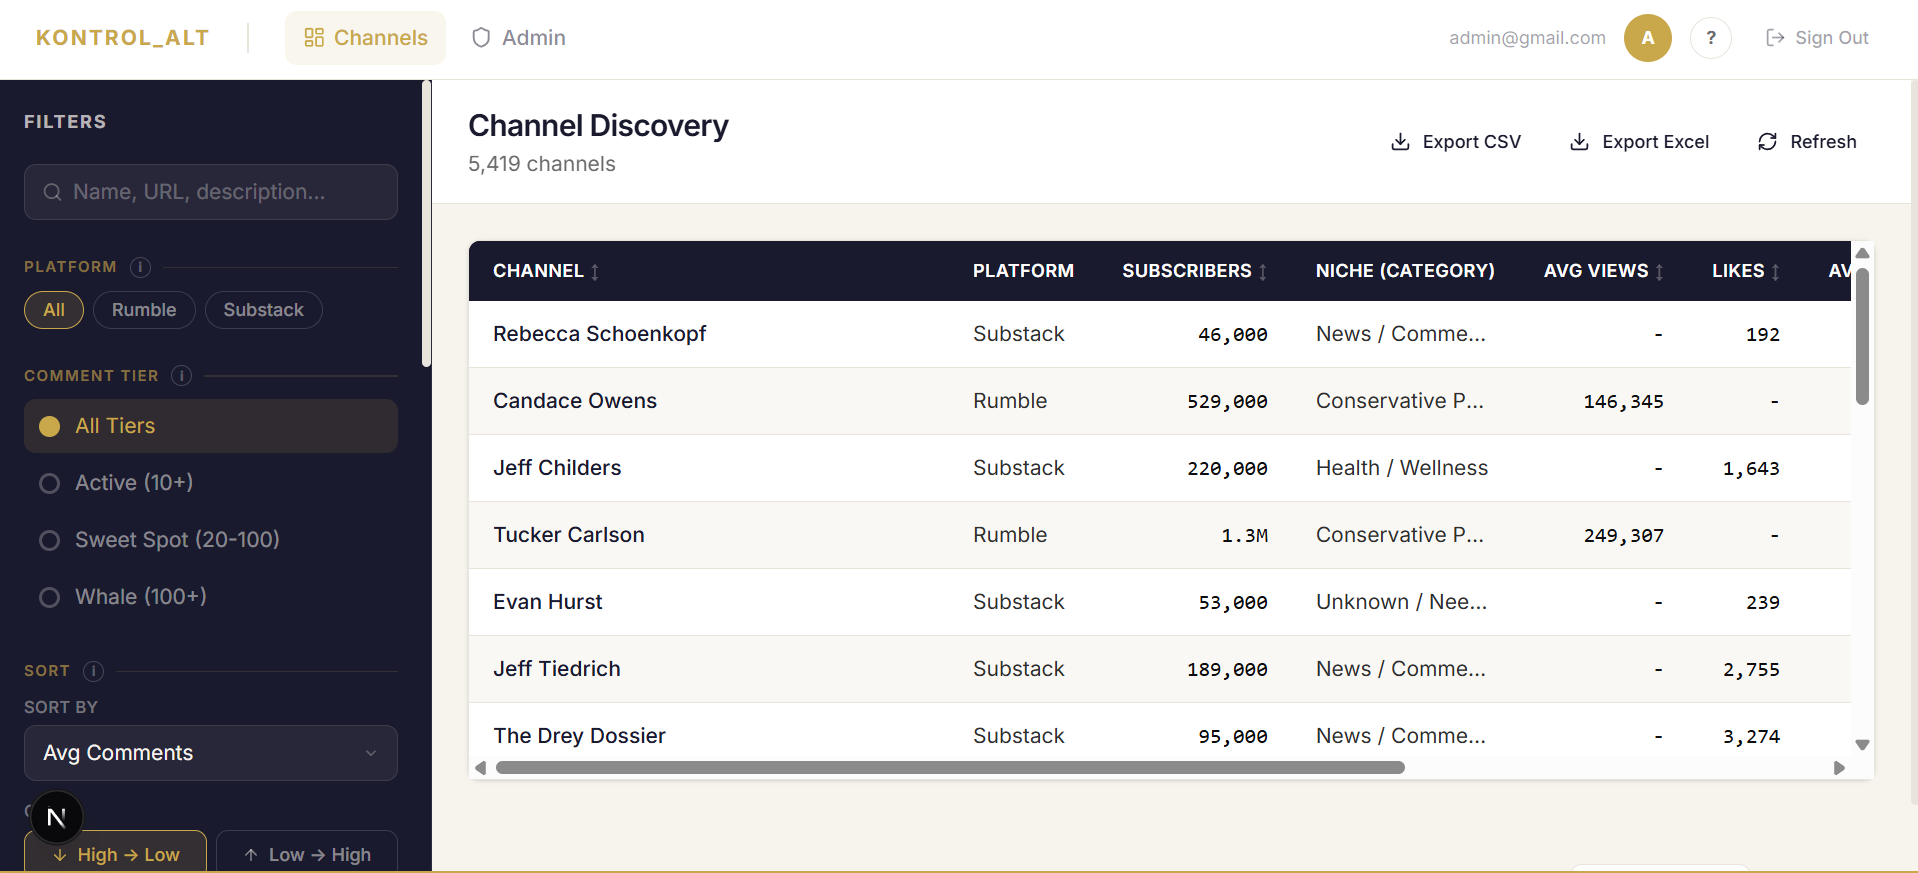 KONTROL_ALT
Channels
Admin
admin@gmail.com
A
?
Sign Out
FILTERS
Name, URL, description...
PLATFORM i
All
Rumble
Substack
COMMENT TIER i
All Tiers
Active (10+)
Sweet Spot (20-100)
Whale (100+)
SORT i
SORT BY
Avg Comments
N
↓ High → Low
↑ Low → High
Channel Discovery
5,419 channels
Export CSV
Export Excel
Refresh
CHANNEL ↕ PLATFORM SUBSCRIBERS ↕ NICHE (CATEGORY) AVG VIEWS ↕ LIKES ↕ AV
Rebecca Schoenkopf Substack 46,000 News / Comme... - 192
Candace Owens Rumble 529,000 Conservative P... 146,345 -
Jeff Childers Substack 220,000 Health / Wellness - 1,643
Tucker Carlson Rumble 1.3M Conservative P... 249,307 -
Evan Hurst Substack 53,000 Unknown / Nee... - 239
Jeff Tiedrich Substack 189,000 News / Comme... - 2,755
The Drey Dossier Substack 95,000 News / Comme... - 3,274